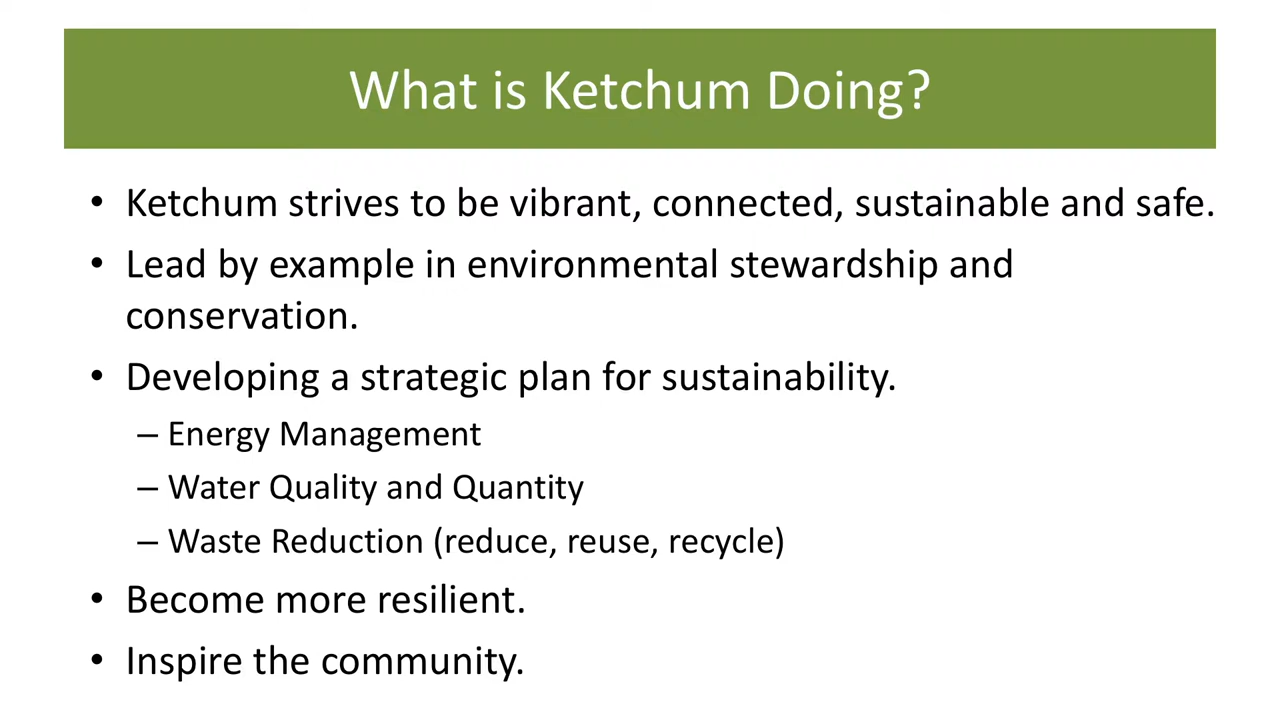 What is Ketchum Doing?
• Ketchum strives to be vibrant, connected, sustainable and safe.
• Lead by example in environmental stewardship and
conservation.
• Developing a strategic plan for sustainability.
– Energy Management
– Water Quality and Quantity
– Waste Reduction (reduce, reuse, recycle)
• Become more resilient.
• Inspire the community.